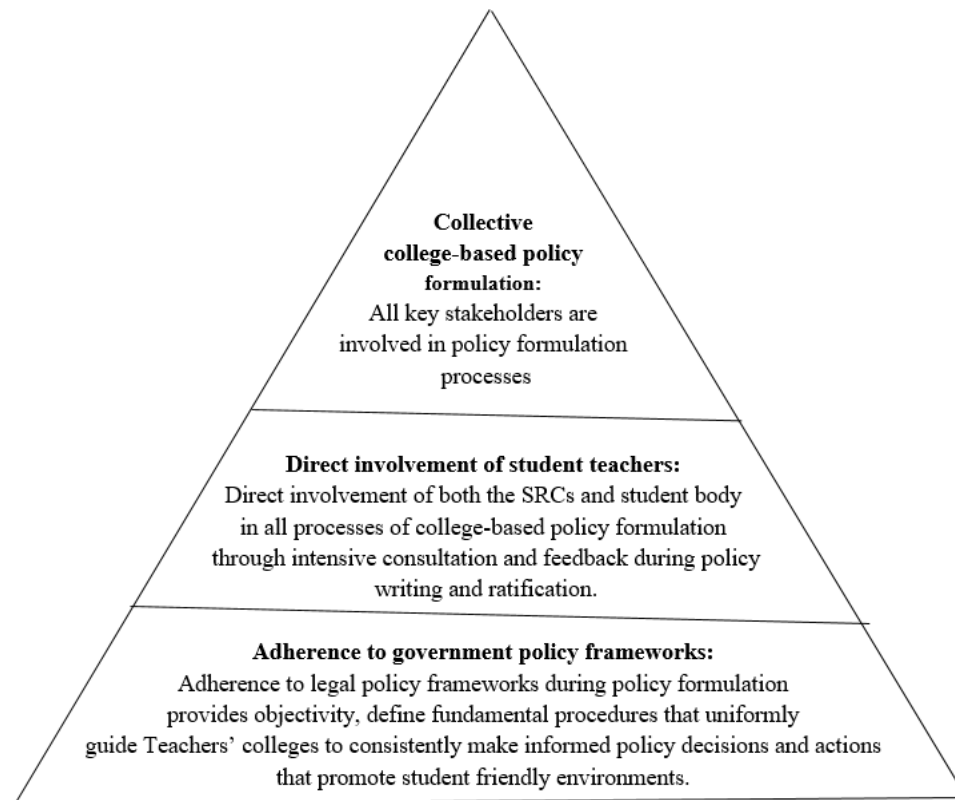 Collective
college-based policy
formulation:
All key stakeholders are
involved in policy formulation
processes
Direct involvement of student teachers:
Direct involvement of both the SRCs and student body
in all processes of college-based policy formulation
through intensive consultation and feedback during policy
writing and ratification.
Adherence to government policy frameworks:
Adherence to legal policy frameworks during policy formulation
provides objectivity, define fundamental procedures that uniformly
guide Teachers’ colleges to consistently make informed policy decisions and actions
that promote student friendly environments.